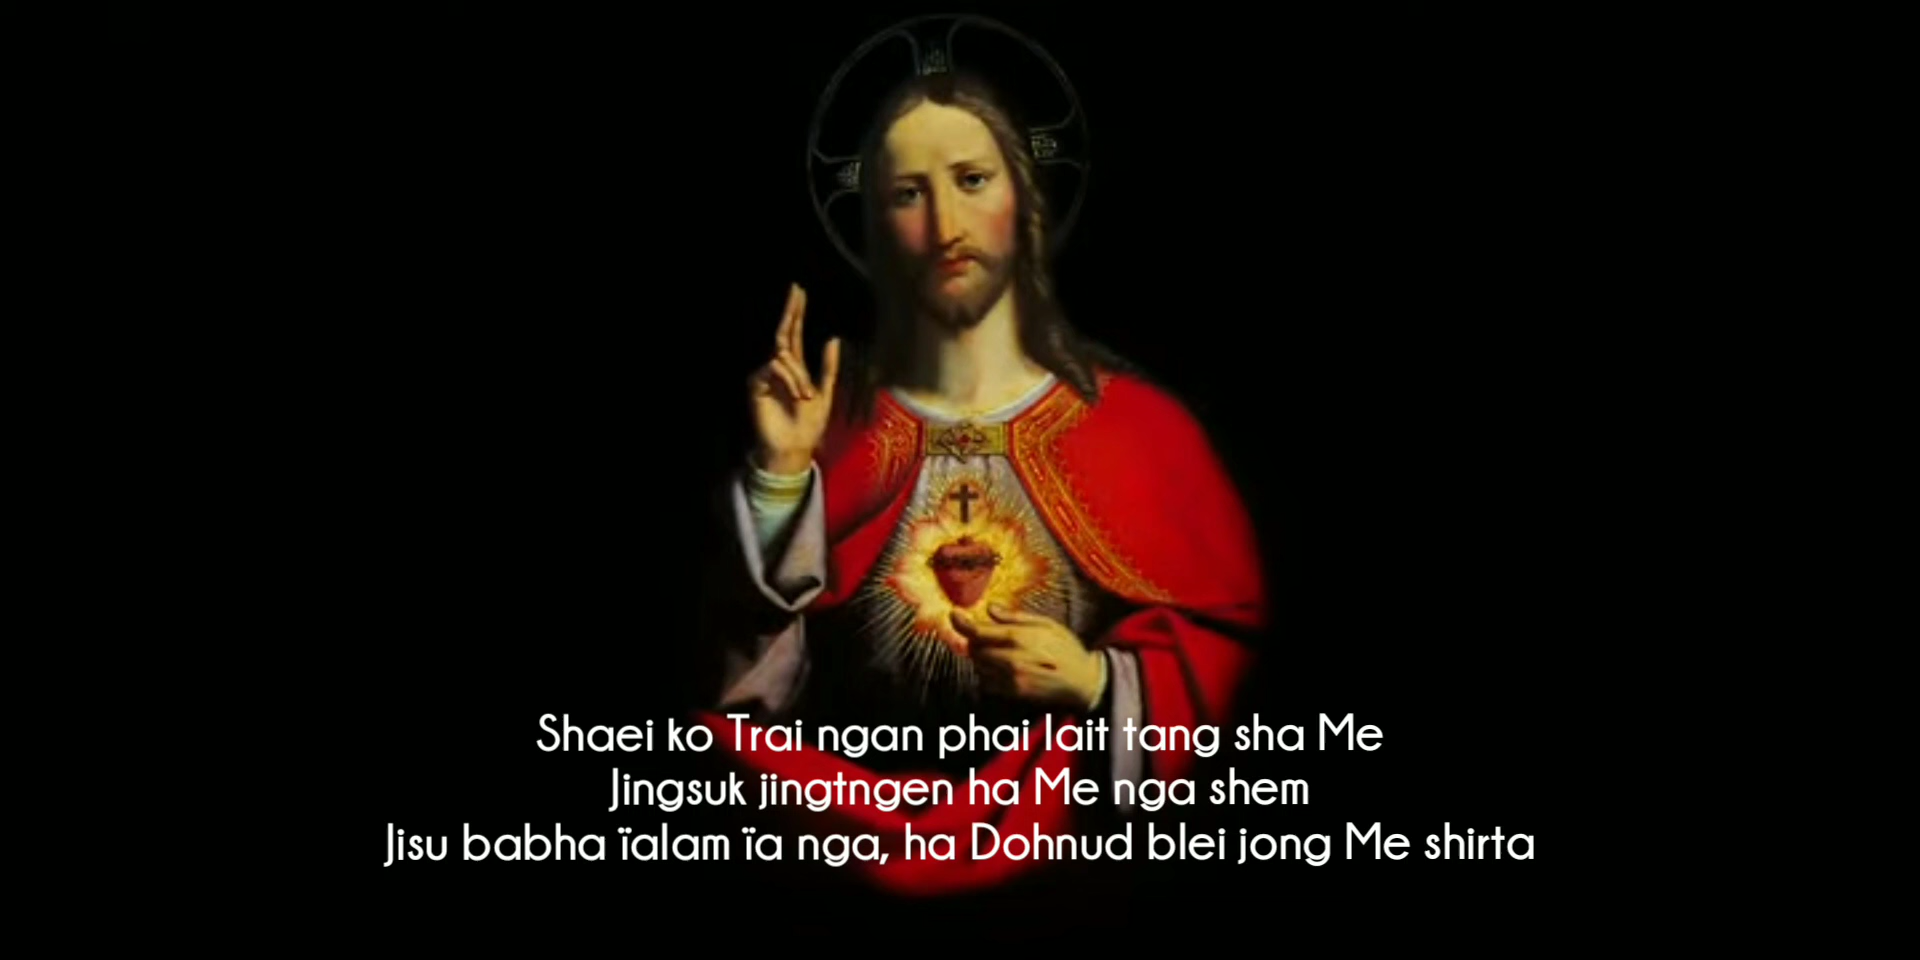 Shaei ko Trai ngan phai lait tang sha Me
Jingsuk jingtngen ha Me nga shem
Jisu babha ïalam ïa nga, ha Dohnud blei jong Me shirta